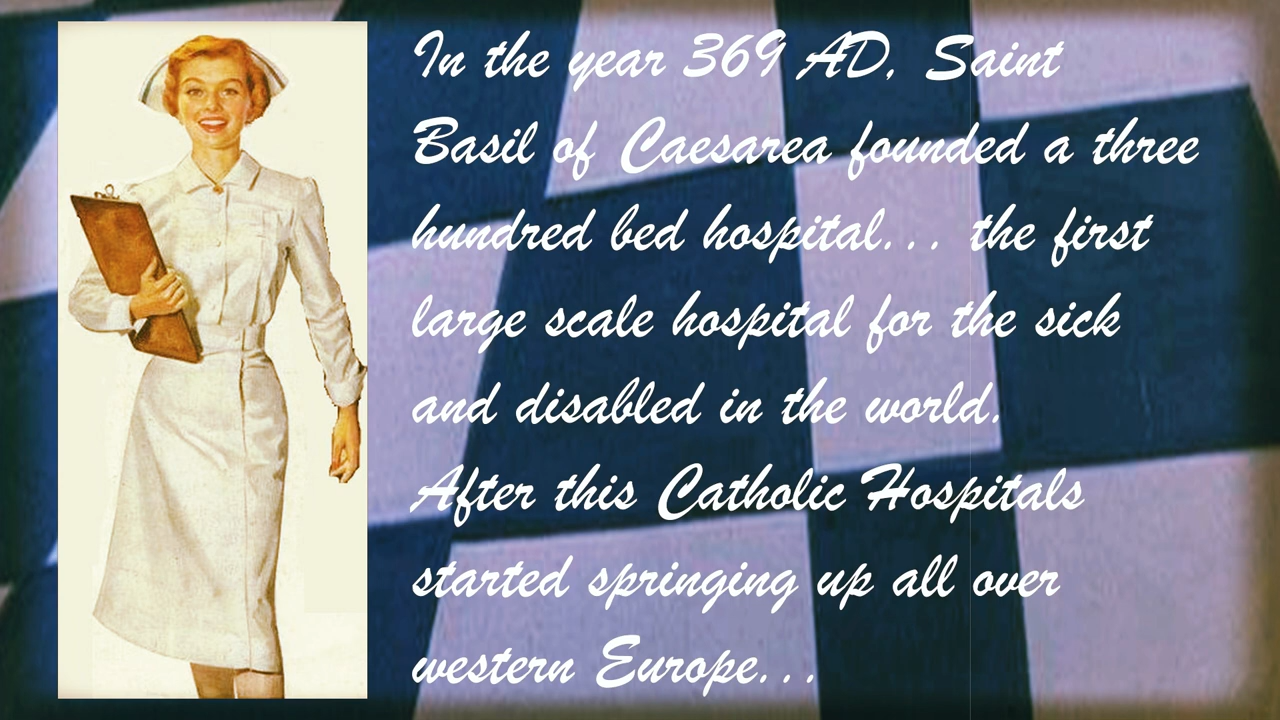 In the year 369 AD, Saint
Basil of Caesarea founded a three
hundred bed hospital... the first
large scale hospital for the sick
and disabled in the world.
After this Catholic Hospitals
started springing up all over
western Europe...